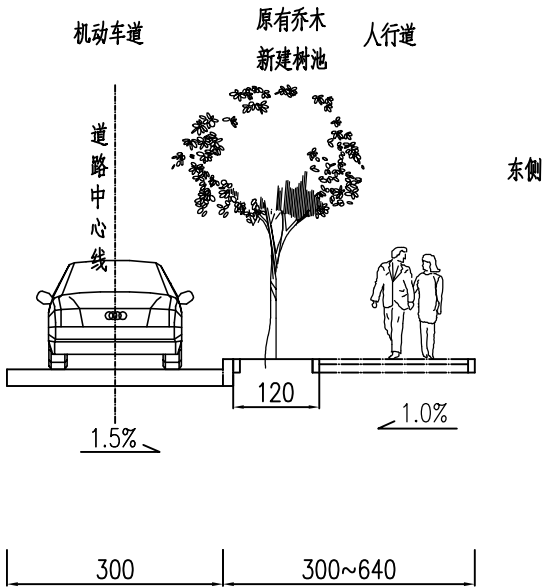 机动车道
原有乔木
新建树池
人行道
道路中心线
东侧
120
1.5%
1.0%
300
300~640